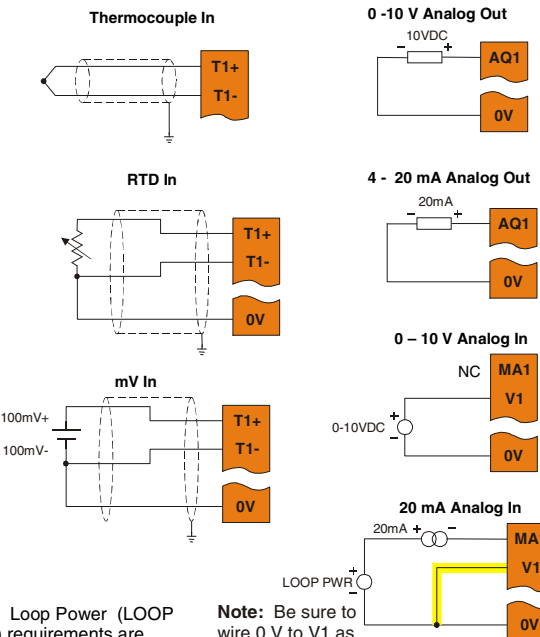 Thermocouple In
T1+
T1-
RTD In
T1+
T1-
0V
mV In
100mV+
100mV-
T1+
T1-
0V
Loop Power (LOOP
requirements are
0 -10 V Analog Out
10VDC
- +
AQ1
0V
4 - 20 mA Analog Out
20mA
- +
AQ1
0V
0 – 10 V Analog In
NC MA1
V1
0-10VDC
+
-
0V
20 mA Analog In
20mA + -
MA
V1
LOOP PWR
+
-
0V
Note: Be sure to
wire 0 V to V1 as